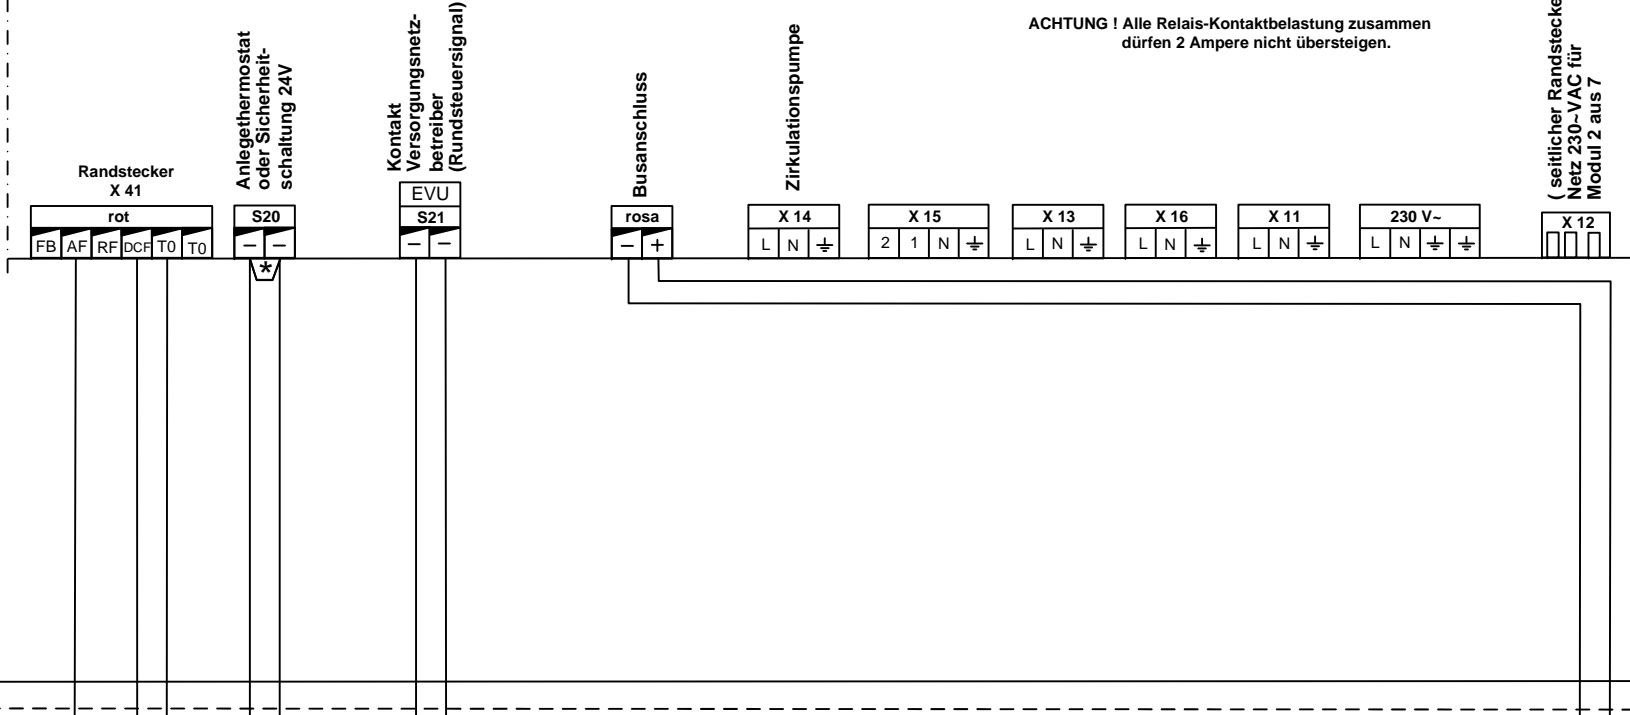 ACHTUNG ! Alle Relais-Kontaktbelastung zusammen
dürfen 2 Ampere nicht übersteigen.
Randstecker
X 41
rot
FB AF RF DCF T0 T0
Anlegethermostat
oder Sicherheit-
schaltung 24V
S20
– –
*
Kontakt
Versorgungsnetz-
betreiber
(Rundsteuersignal)
EVU
S21
– –
Busanschluss
rosa
– +
Zirkulationspumpe
X 14
L N
X 15
2 1 N
X 13
L N
X 16
L N
X 11
L N
230 V~
L N
( seitlicher Randstecke
Netz 230~VAC für
Modul 2 aus 7
X 12